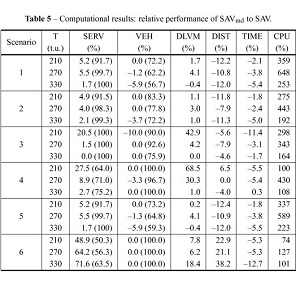 Table 5 – Computational results: relative performance of SAVmd to SAV.
Scenario T SERV VEH DLVM DIST TIME CPU
(t.u.) (%) (%) (%) (%) (%) (%)
210 5.2 (91.7) 0.0 (72.2) 1.7 −12.2 −2.1 359
1 270 5.5 (99.7) −1.2 (62.2) 4.1 −10.8 −3.8 648
330 1.7 (100) −5.9 (56.7) −0.4 −12.0 −5.4 253
210 4.9 (91.5) 0.0 (83.3) 1.1 −11.8 −1.8 275
2 270 4.0 (98.3) 0.0 (77.8) 3.0 −7.9 −2.4 443
330 2.1 (99.3) −3.7 (72.2) 1.0 −11.3 −5.0 192
210 20.5 (100) −10.0 (90.0) 42.9 −5.6 −11.4 298
3 270 1.5 (100) 0.0 (92.6) 4.2 −7.9 −3.1 343
330 0.0 (100) 0.0 (75.9) 0.0 −4.6 −1.7 164
210 27.5 (64.0) 0.0 (100.0) 68.5 6.5 −5.5 100
4 270 8.9 (71.0) −3.3 (96.7) 30.3 0.0 −5.4 430
330 2.7 (75.2) 0.0 (100.0) 1.0 −4.0 0.3 108
210 5.2 (91.7) 0.0 (73.2) 0.2 −12.4 −1.8 337
5 270 5.5 (99.7) −1.3 (64.8) 4.1 −10.9 −3.8 589
330 1.7 (100) −5.9 (59.3) −0.4 −12.0 −5.5 223
210 48.9 (50.3) 0.0 (100.0) 7.8 22.9 −5.3 74
6 270 64.2 (56.3) 0.0 (100.0) 6.2 21.1 −5.3 127
330 71.6 (63.5) 0.0 (100.0) 18.4 38.2 −12.7 101